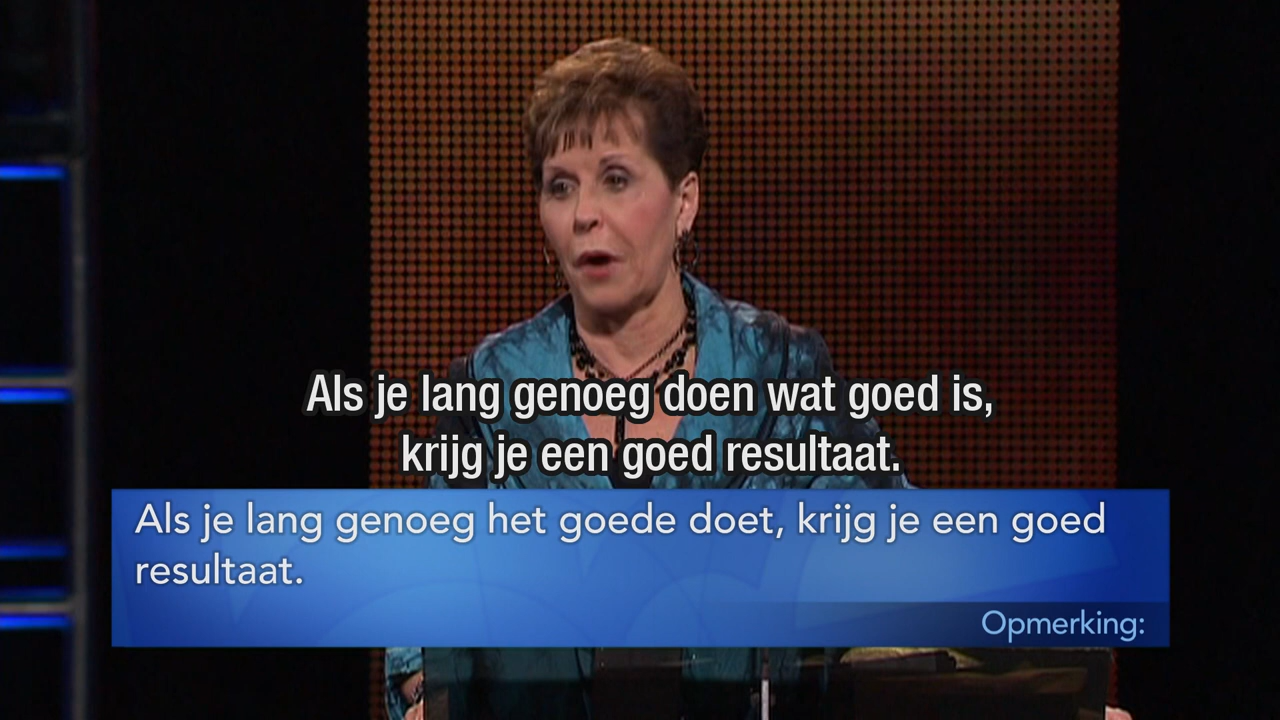 Als je lang genoeg doen wat goed is,
krijg je een goed resultaat.
Als je lang genoeg het goede doet, krijg je een goed
resultaat.
Opmerking: